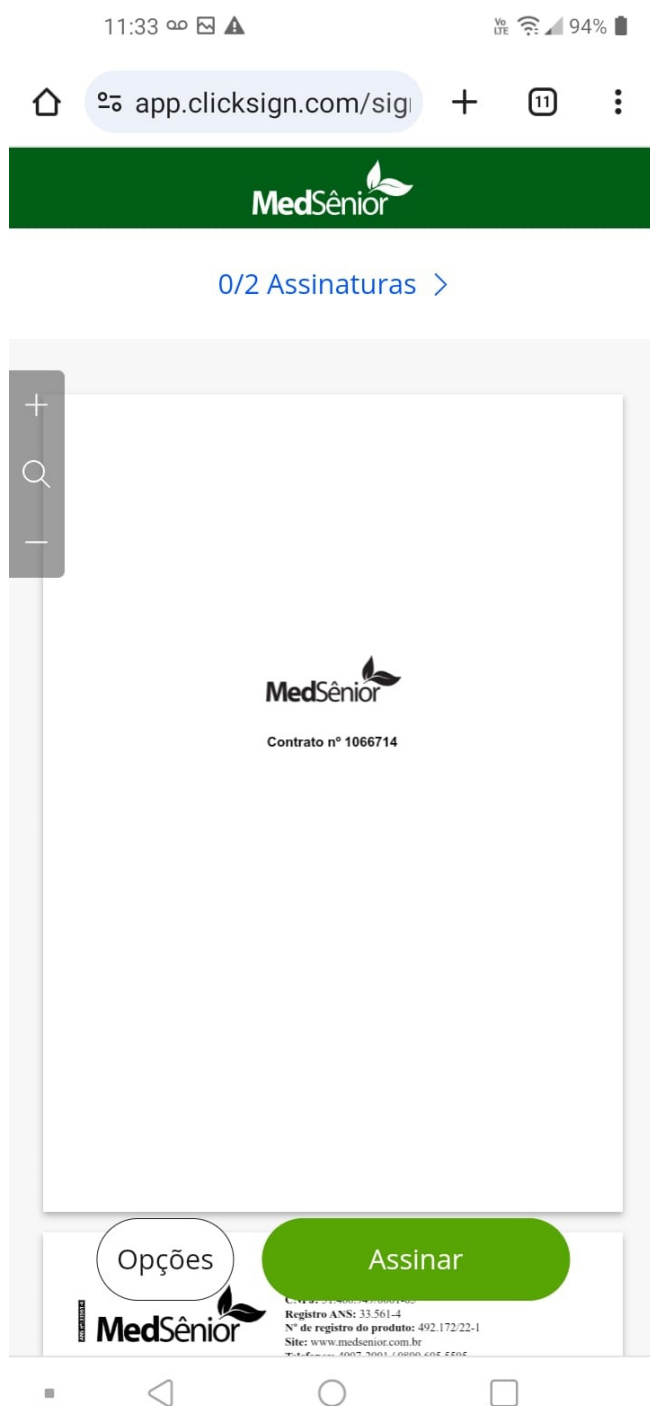 11:33
Vo LTE 94%
app.clicksign.com/sig
11
MedSênior
0/2 Assinaturas >
MedSênior
Contrato nº 1066714
Opções
Assinar
MedSênior
Registro ANS: 33.561-4
Nº de registro do produto: 492.172/22-1
Site: www.medsenior.com.br